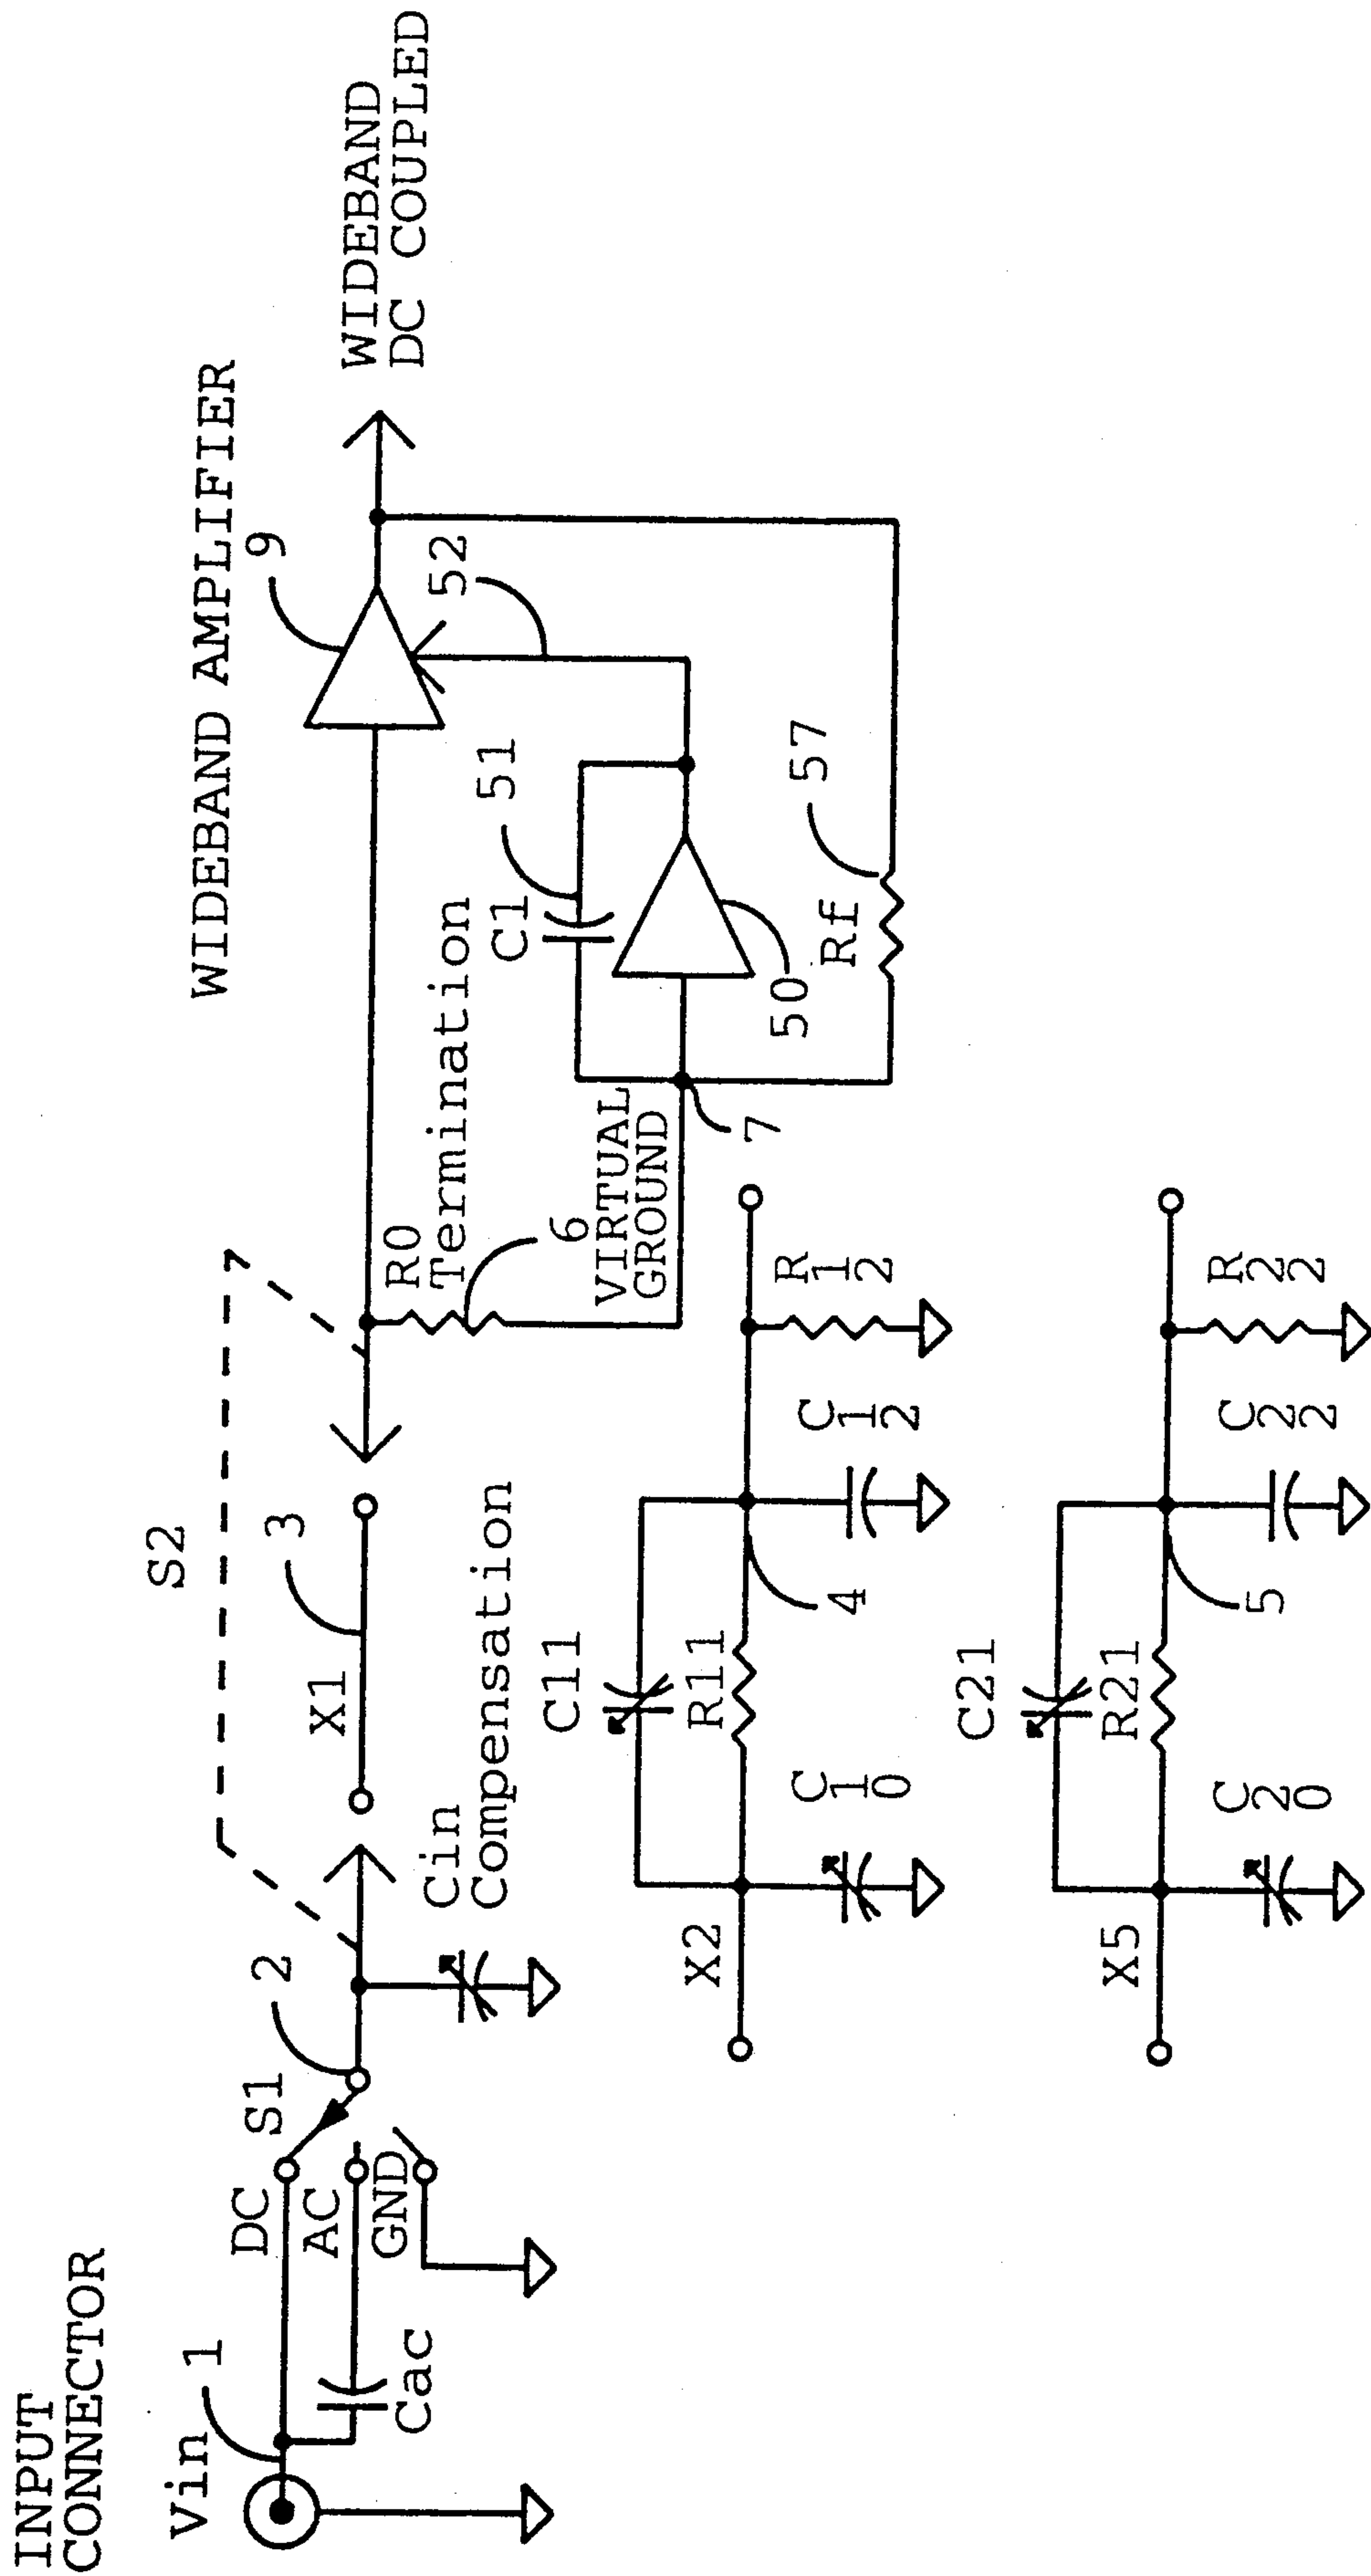 INPUT
CONNECTOR
Vin
1
DC
AC
GND
Cac
S1
2
Cin
Compensation
S2
X1
3
R0
Termination
6
VIRTUAL
GROUND
7
C1
51
50
52
Rf
57
WIDEBAND AMPLIFIER
9
WIDEBAND
DC COUPLED
X2
C10
C11
R11
4
C12
R12
X5
C20
C21
R21
5
C22
R22